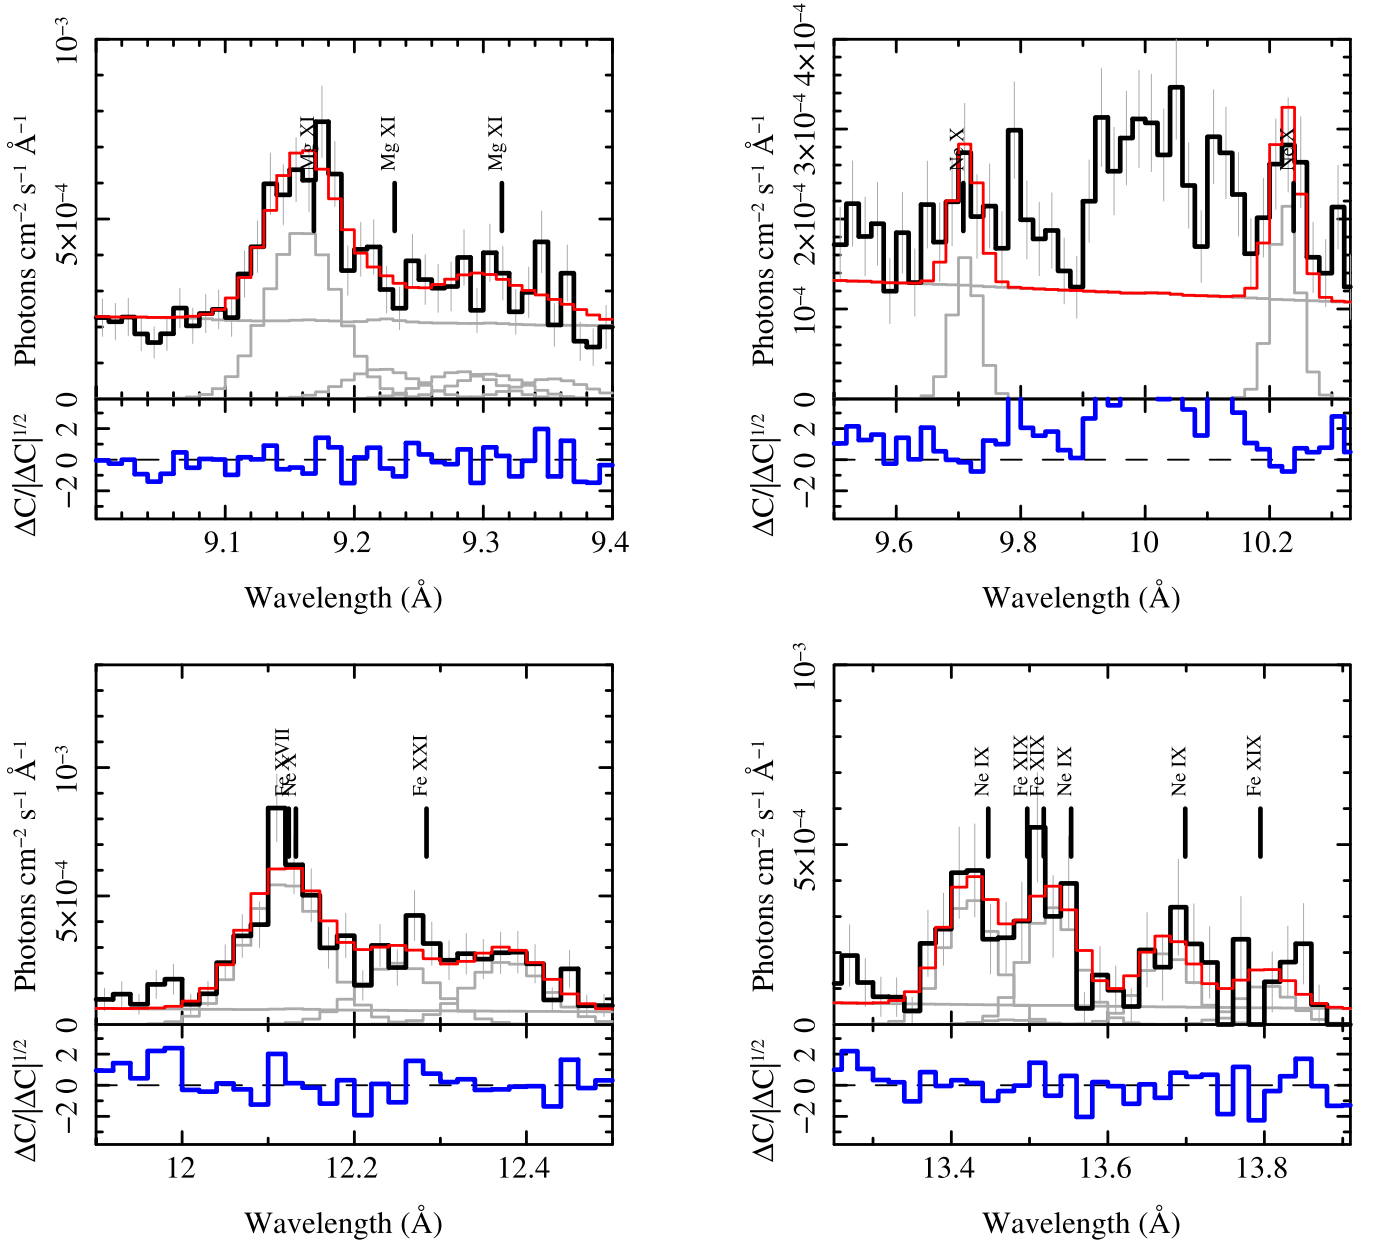 10⁻³
5×10⁻⁴
0
Photons cm⁻² s⁻¹ Å⁻¹
Mg XI
Mg XI
Mg XI
2
0
−2
ΔC/|ΔC|^1/2
9.1 9.2 9.3 9.4
Wavelength (Å)
4×10⁻⁴
3×10⁻⁴
2×10⁻⁴
10⁻⁴
0
Photons cm⁻² s⁻¹ Å⁻¹
Ne X
Ne X
2
0
−2
ΔC/|ΔC|^1/2
9.6 9.8 10 10.2
Wavelength (Å)
10⁻³
5×10⁻⁴
0
Photons cm⁻² s⁻¹ Å⁻¹
Fe XVII
Ne X
Fe XXI
2
0
−2
ΔC/|ΔC|^1/2
12 12.2 12.4
Wavelength (Å)
10⁻³
5×10⁻⁴
0
Photons cm⁻² s⁻¹ Å⁻¹
Ne IX
Fe XIX
Fe XIX
Ne IX
Ne IX
Fe XIX
2
0
−2
ΔC/|ΔC|^1/2
13.4 13.6 13.8
Wavelength (Å)